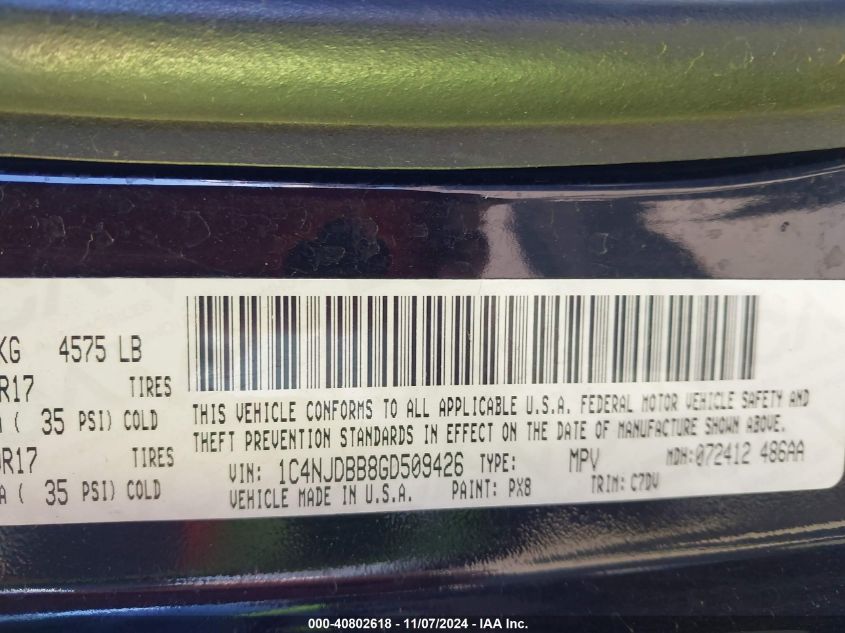 KG 4575 LB
R17 TIRES
( 35 PSI) COLD
R17 TIRES
A ( 35 PSI) COLD
THIS VEHICLE CONFORMS TO ALL APPLICABLE U.S.A. FEDERAL MOTOR VEHICLE SAFETY AND
THEFT PREVENTION STANDARDS IN EFFECT ON THE DATE OF MANUFACTURE SHOWN ABOVE.
VIN: 1C4NJDBB8GD509426 TYPE: MPV MDH: 072412 486AA
VEHICLE MADE IN U.S.A. PAINT: PX8 TRIM: C7DV
000-40802618 - 11/07/2024 - IAA Inc.